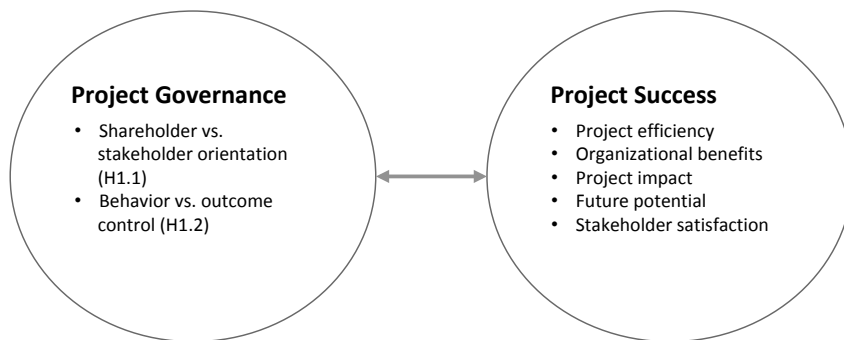 Project Governance
• Shareholder vs.
stakeholder orientation
(H1.1)
• Behavior vs. outcome
control (H1.2)
Project Success
• Project efficiency
• Organizational benefits
• Project impact
• Future potential
• Stakeholder satisfaction